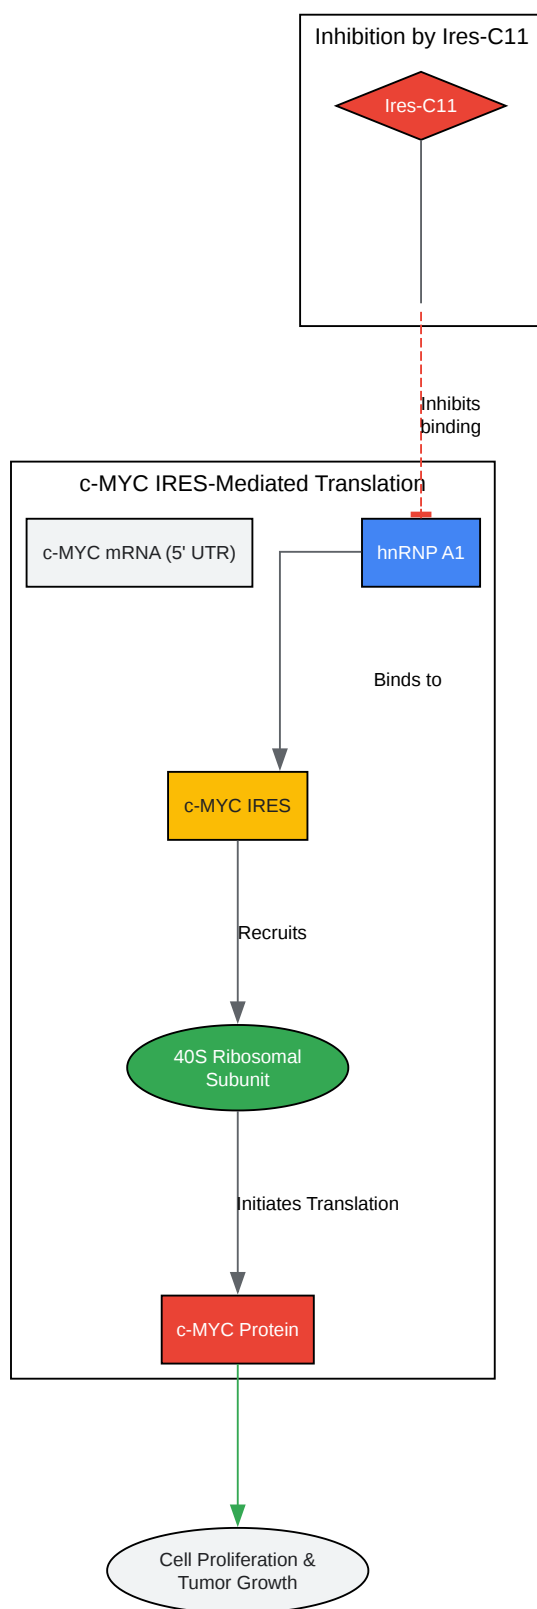 Inhibition by Ires-C11
Ires-C11
Inhibits
binding
c-MYC IRES-Mediated Translation
c-MYC mRNA (5' UTR)
hnRNP A1
Binds to
c-MYC IRES
Recruits
40S Ribosomal
Subunit
Initiates Translation
c-MYC Protein
Cell Proliferation &
Tumor Growth